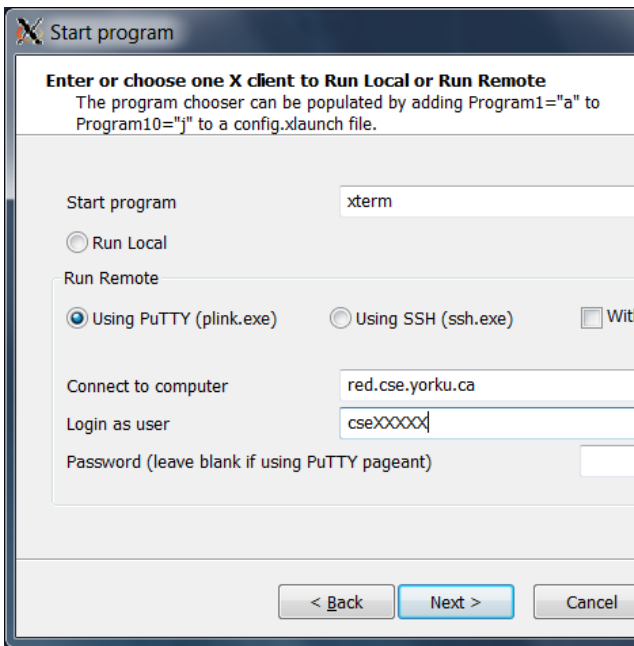 Start program
Enter or choose one X client to Run Local or Run Remote
The program chooser can be populated by adding Program1="a" to
Program10="j" to a config.xlaunch file.
Start program xterm
Run Local
Run Remote
Using PuTTY (plink.exe) Using SSH (ssh.exe)
Connect to computer red.cse.yorku.ca
Login as user cseXXXXX
Password (leave blank if using PuTTY pageant)
< Back Next > Cancel